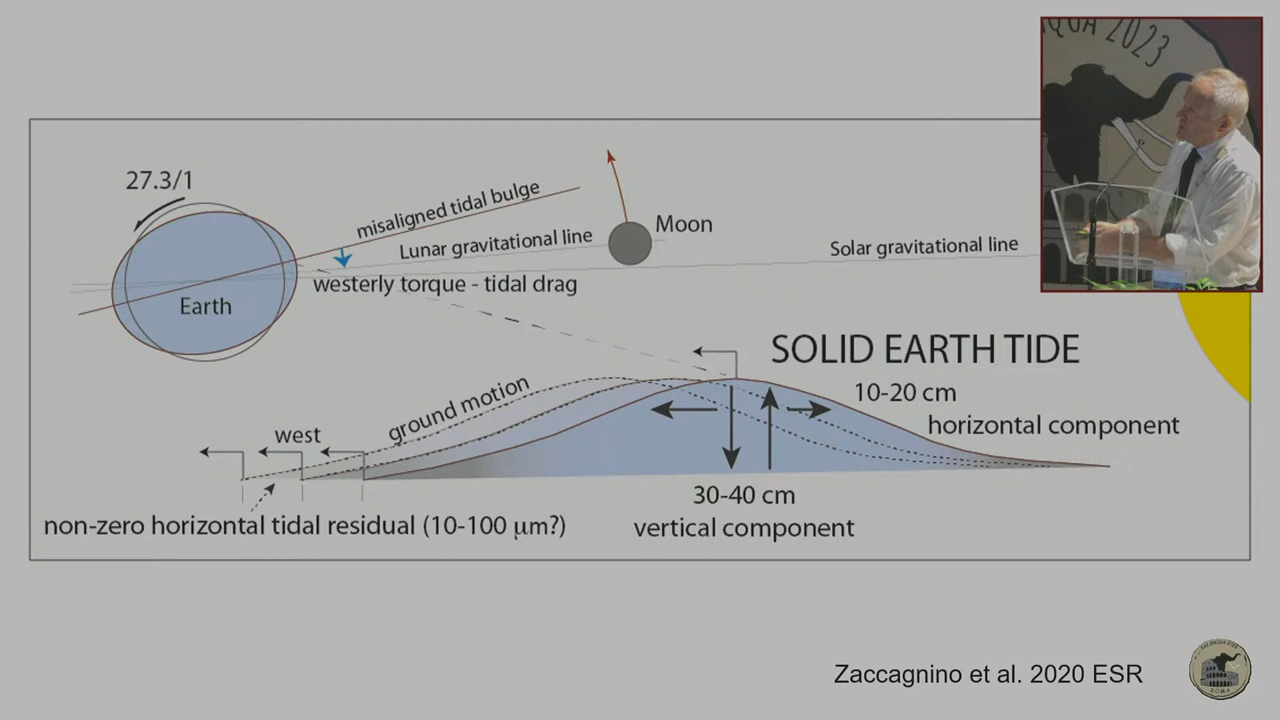 QUA 2023
27.3/1
misaligned tidal bulge
Lunar gravitational line
Moon
Solar gravitational line
westerly torque - tidal drag
Earth
SOLID EARTH TIDE
10-20 cm
horizontal component
ground motion
west
30-40 cm
vertical component
non-zero horizontal tidal residual (10-100 μm?)
Zaccagnino et al. 2020 ESR
ROMA